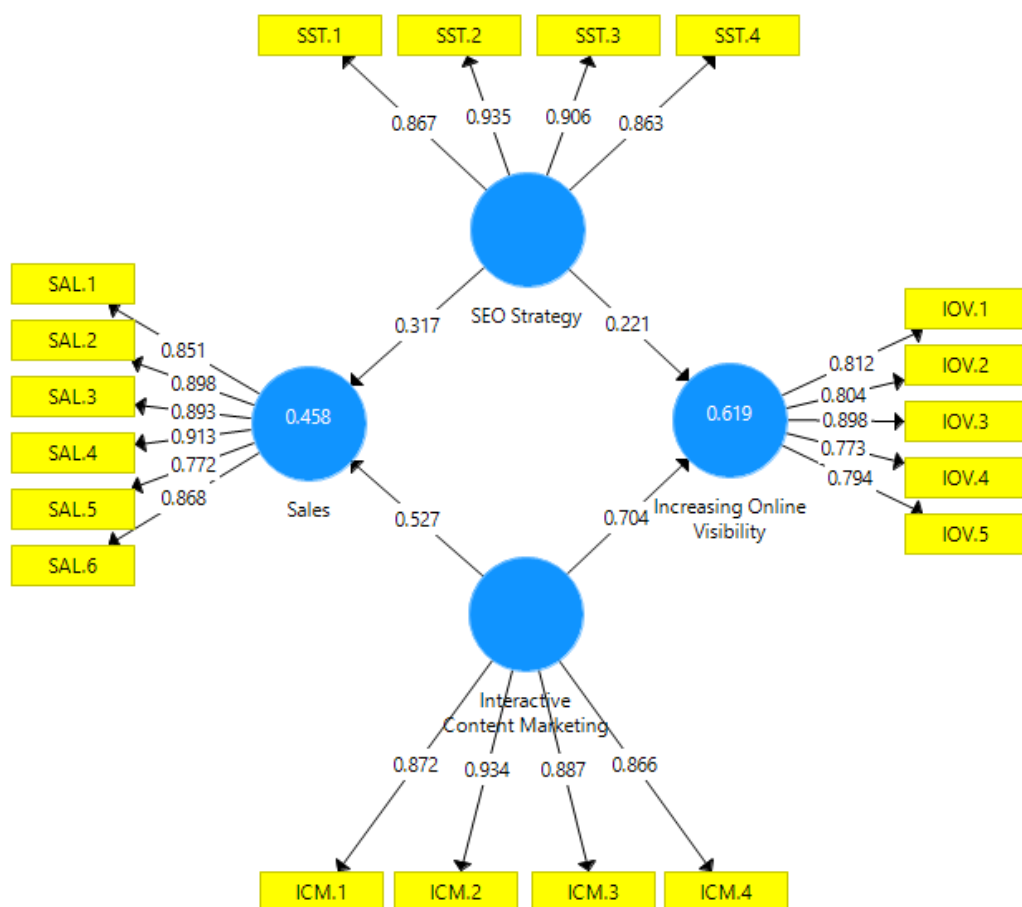 SST.1
SST.2
SST.3
SST.4
0.867
0.935
0.906
0.863
SEO Strategy
0.317
0.221
SAL.1
SAL.2
SAL.3
SAL.4
SAL.5
SAL.6
0.851
0.898
0.893
0.913
0.772
0.868
0.458
Sales
0.619
Increasing Online
Visibility
0.812
0.804
0.898
0.773
0.794
IOV.1
IOV.2
IOV.3
IOV.4
IOV.5
0.527
0.704
Interactive
Content Marketing
0.872
0.934
0.887
0.866
ICM.1
ICM.2
ICM.3
ICM.4